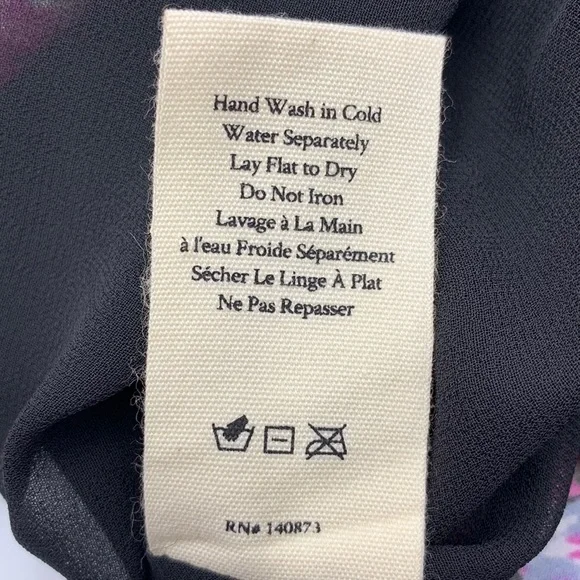 Hand Wash in Cold
Water Separately
Lay Flat to Dry
Do Not Iron
Lavage à La Main
à l'eau Froide Séparément
Sécher Le Linge À Plat
Ne Pas Repasser
RN# 140873